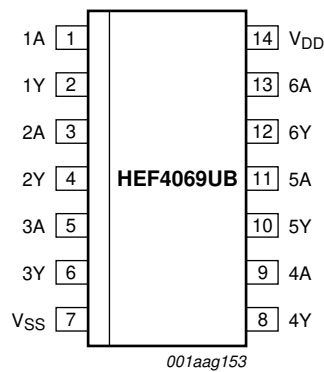 1A 1 14 VDD
1Y 2 13 6A
2A 3 12 6Y
2Y 4 HEF4069UB 11 5A
3A 5 10 5Y
3Y 6 9 4A
VSS 7 8 4Y
001aag153